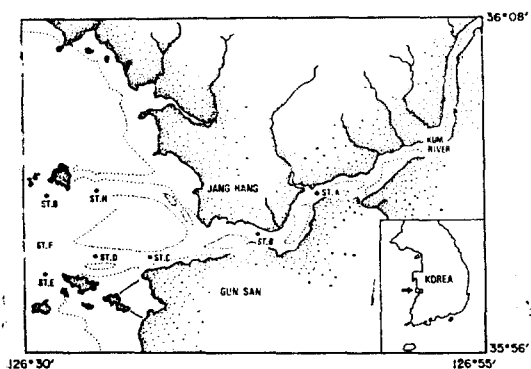 36°08'
KUM
RIVER
JANG HANG
ST.A
ST.G
ST.H
ST.B
ST.F
ST.D
ST.C
ST.E
GUN SAN
KOREA
35°56'
126°30'
126°55'